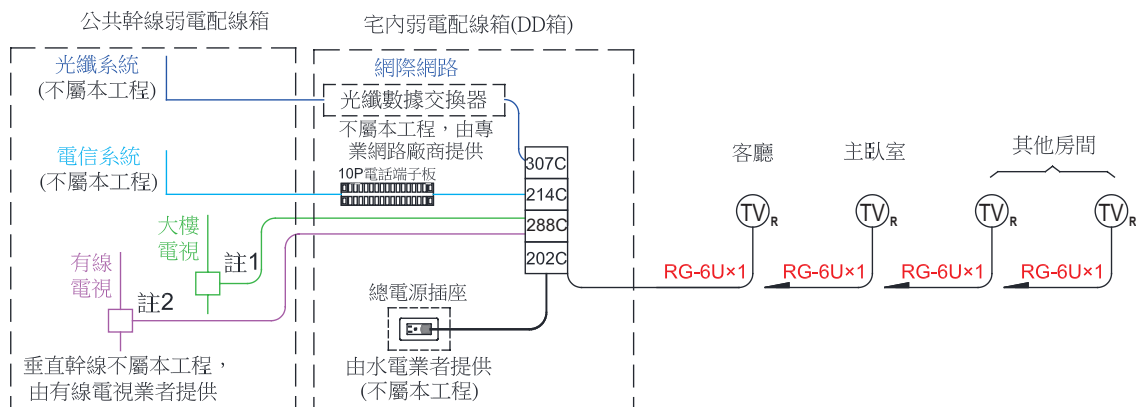 公共幹線弱電配線箱
宅內弱電配線箱(DD箱)
光纖系統
(不屬本工程)
網際網路
光纖數據交換器
不屬本工程，由專
業網路廠商提供
電信系統
(不屬本工程)
10P電話端子板
307C
214C
288C
202C
大樓
電視
註1
有線
電視
註2
總電源插座
垂直幹線不屬本工程，
由有線電視業者提供
由水電業者提供
(不屬本工程)
客廳
主臥室
其他房間
TV R
TV R
TV R
TV R
RG-6U×1
RG-6U×1
RG-6U×1
RG-6U×1